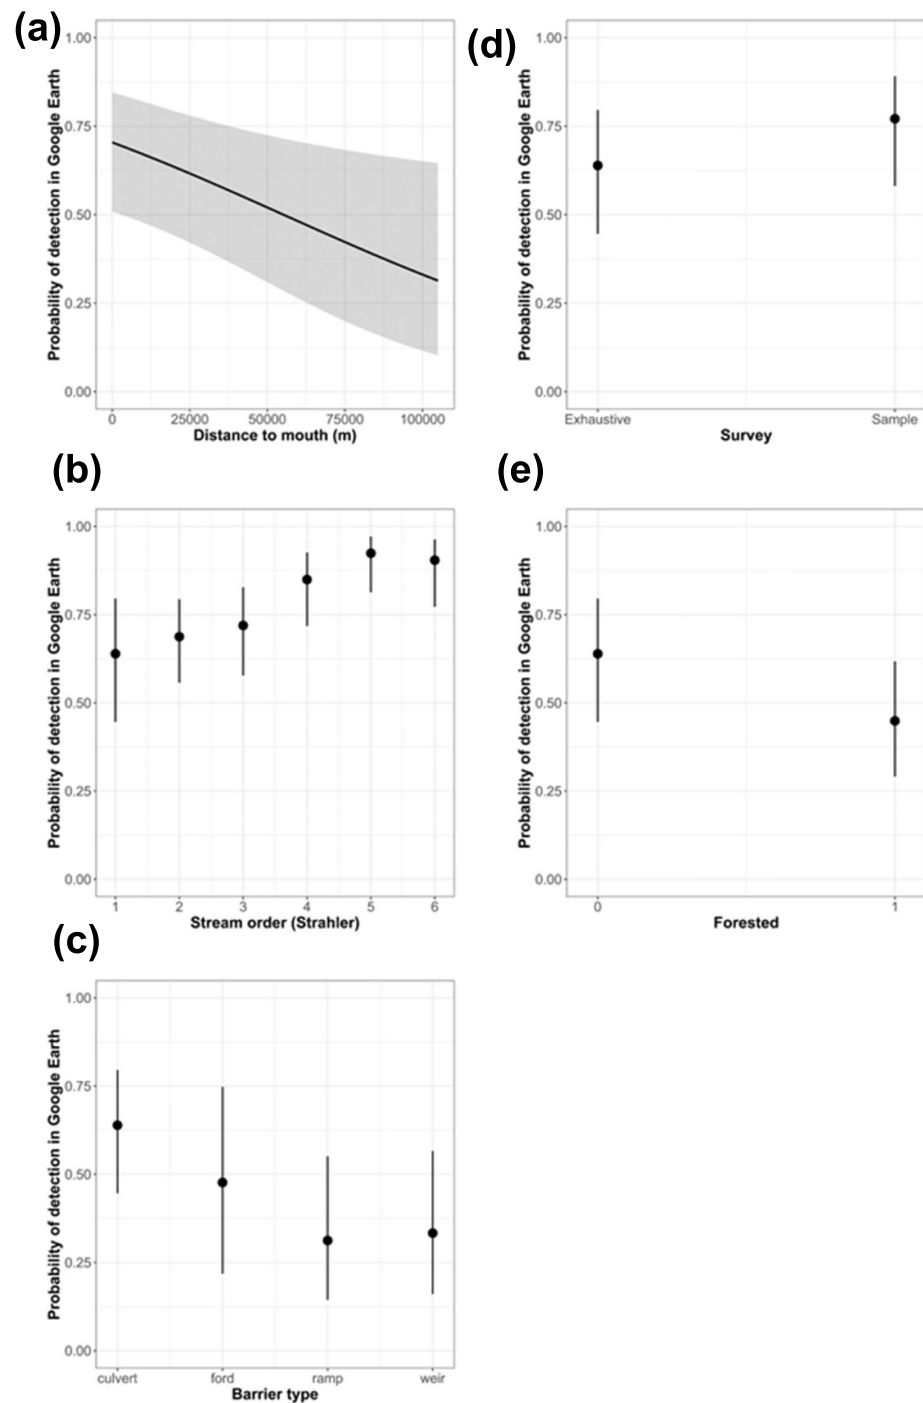 (a)
Probability of detection in Google Earth
1.00
0.75
0.50
0.25
0.00
0 25000 50000 75000 100000
Distance to mouth (m)
(d)
Probability of detection in Google Earth
1.00
0.75
0.50
0.25
0.00
Exhaustive Sample
Survey
(b)
Probability of detection in Google Earth
1.00
0.75
0.50
0.25
0.00
1 2 3 4 5 6
Stream order (Strahler)
(e)
Probability of detection in Google Earth
1.00
0.75
0.50
0.25
0.00
0 1
Forested
(c)
Probability of detection in Google Earth
1.00
0.75
0.50
0.25
0.00
culvert ford ramp weir
Barrier type